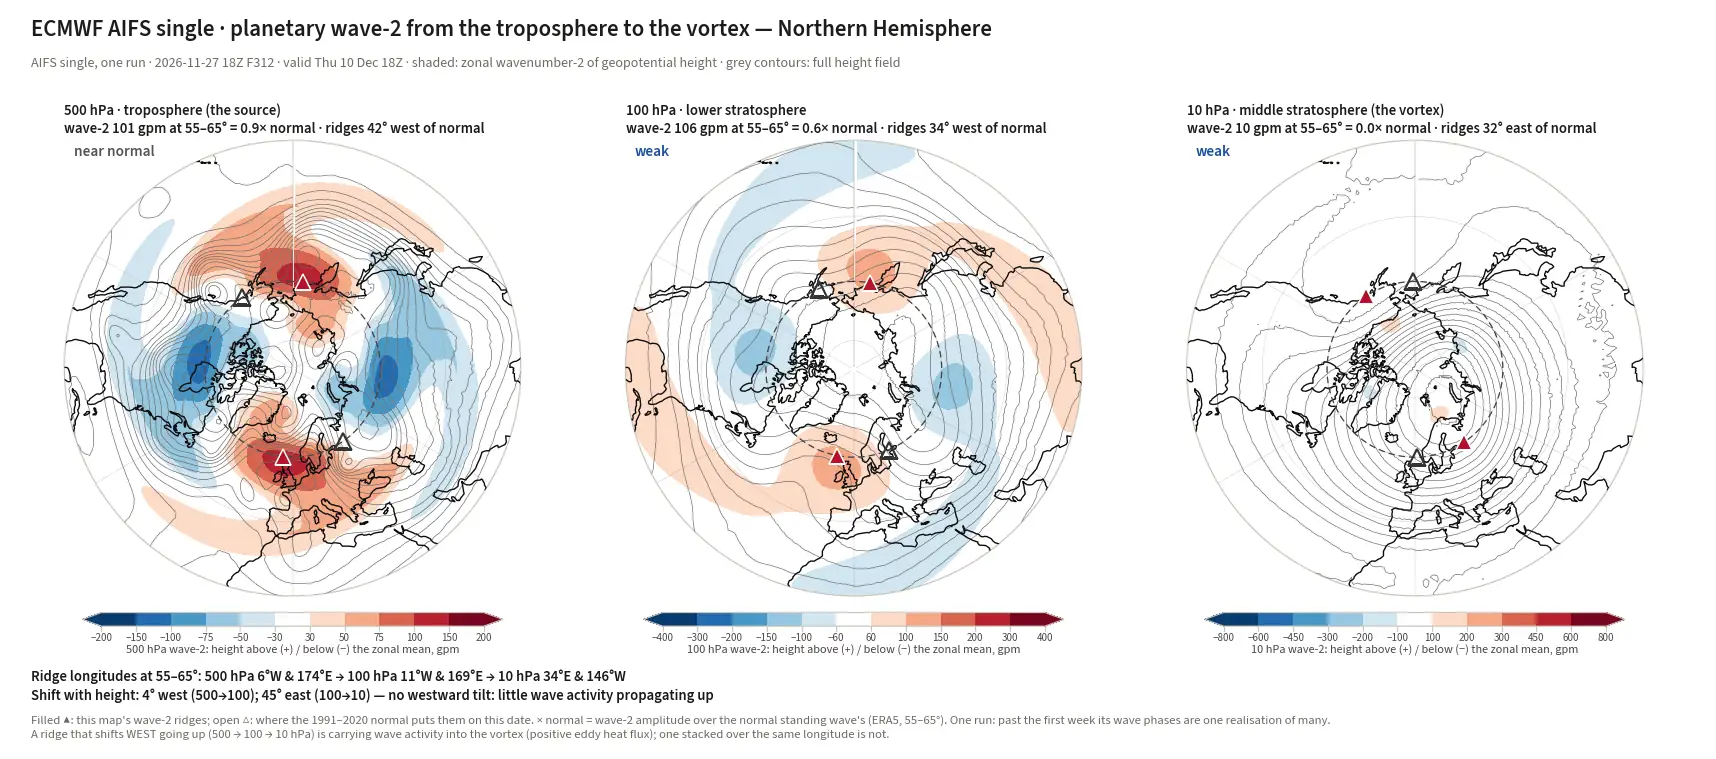 ECMWF AIFS single · planetary wave-2 from the troposphere to the vortex — Northern Hemisphere
AIFS single, one run · 2026-11-27 18Z F312 · valid Thu 10 Dec 18Z · shaded: zonal wavenumber-2 of geopotential height · grey contours: full height field
500 hPa · troposphere (the source)
wave-2 101 gpm at 55–65° = 0.9× normal · ridges 42° west of normal
near normal
100 hPa · lower stratosphere
wave-2 106 gpm at 55–65° = 0.6× normal · ridges 34° west of normal
weak
10 hPa · middle stratosphere (the vortex)
wave-2 10 gpm at 55–65° = 0.0× normal · ridges 32° east of normal
weak
−200 −150 −100 −75 −50 −30 30 50 75 100 150 200
500 hPa wave-2: height above (+) / below (−) the zonal mean, gpm
−400 −300 −200 −150 −100 −60 60 100 150 200 300 400
100 hPa wave-2: height above (+) / below (−) the zonal mean, gpm
−800 −600 −450 −300 −200 −100 100 200 300 450 600 800
10 hPa wave-2: height above (+) / below (−) the zonal mean, gpm
Ridge longitudes at 55–65°: 500 hPa 6°W & 174°E → 100 hPa 11°W & 169°E → 10 hPa 34°E & 146°W
Shift with height: 4° west (500→100); 45° east (100→10) — no westward tilt: little wave activity propagating up
Filled ▲: this map's wave-2 ridges; open △: where the 1991–2020 normal puts them on this date. × normal = wave-2 amplitude over the normal standing wave's (ERA5, 55–65°). One run: past the first week its wave phases are one realisation of many.
A ridge that shifts WEST going up (500 → 100 → 10 hPa) is carrying wave activity into the vortex (positive eddy heat flux); one stacked over the same longitude is not.